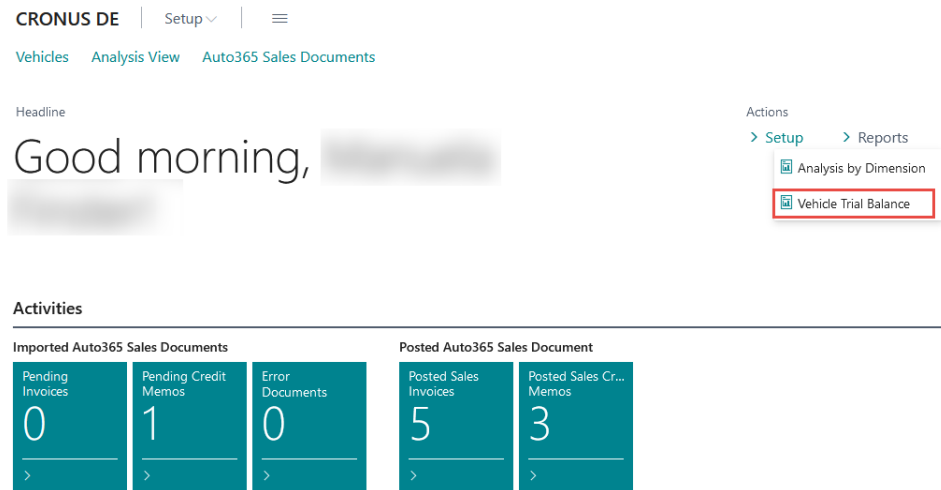 CRONUS DE
Setup
Vehicles Analysis View Auto365 Sales Documents
Headline
Good morning,
Actions
Setup Reports
Analysis by Dimension
Vehicle Trial Balance
Activities
Imported Auto365 Sales Documents
Pending Invoices
0
Pending Credit Memos
1
Error Documents
0
Posted Auto365 Sales Document
Posted Sales Invoices
5
Posted Sales Cr... Memos
3